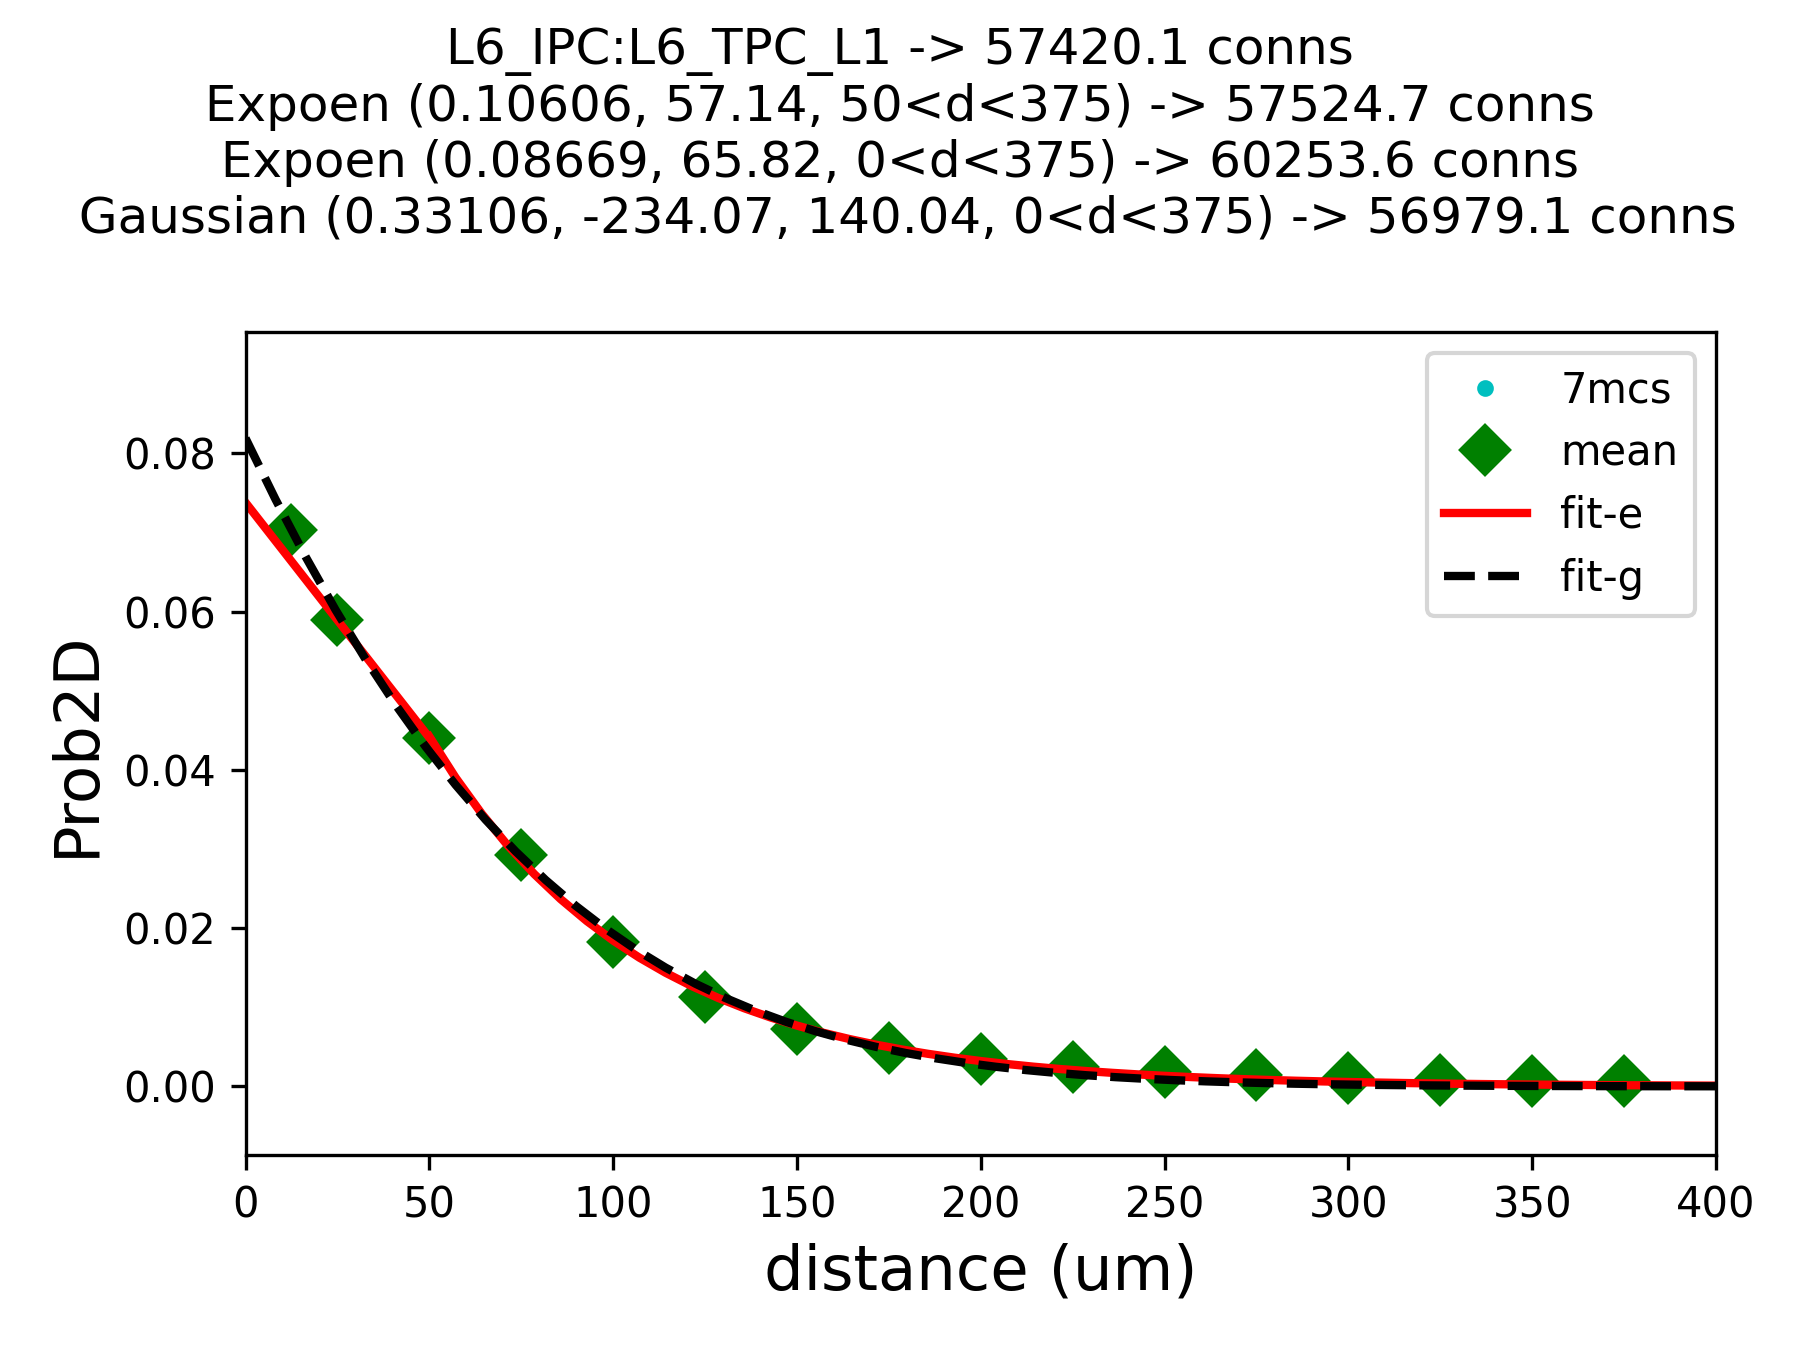 L6_IPC:L6_TPC_L1 -> 57420.1 conns
Expoen (0.10606, 57.14, 50<d<375) -> 57524.7 conns
Expoen (0.08669, 65.82, 0<d<375) -> 60253.6 conns
Gaussian (0.33106, -234.07, 140.04, 0<d<375) -> 56979.1 conns
7mcs
mean
fit-e
fit-g
Prob2D
0.08
0.06
0.04
0.02
0.00
0 50 100 150 200 250 300 350 400
distance (um)